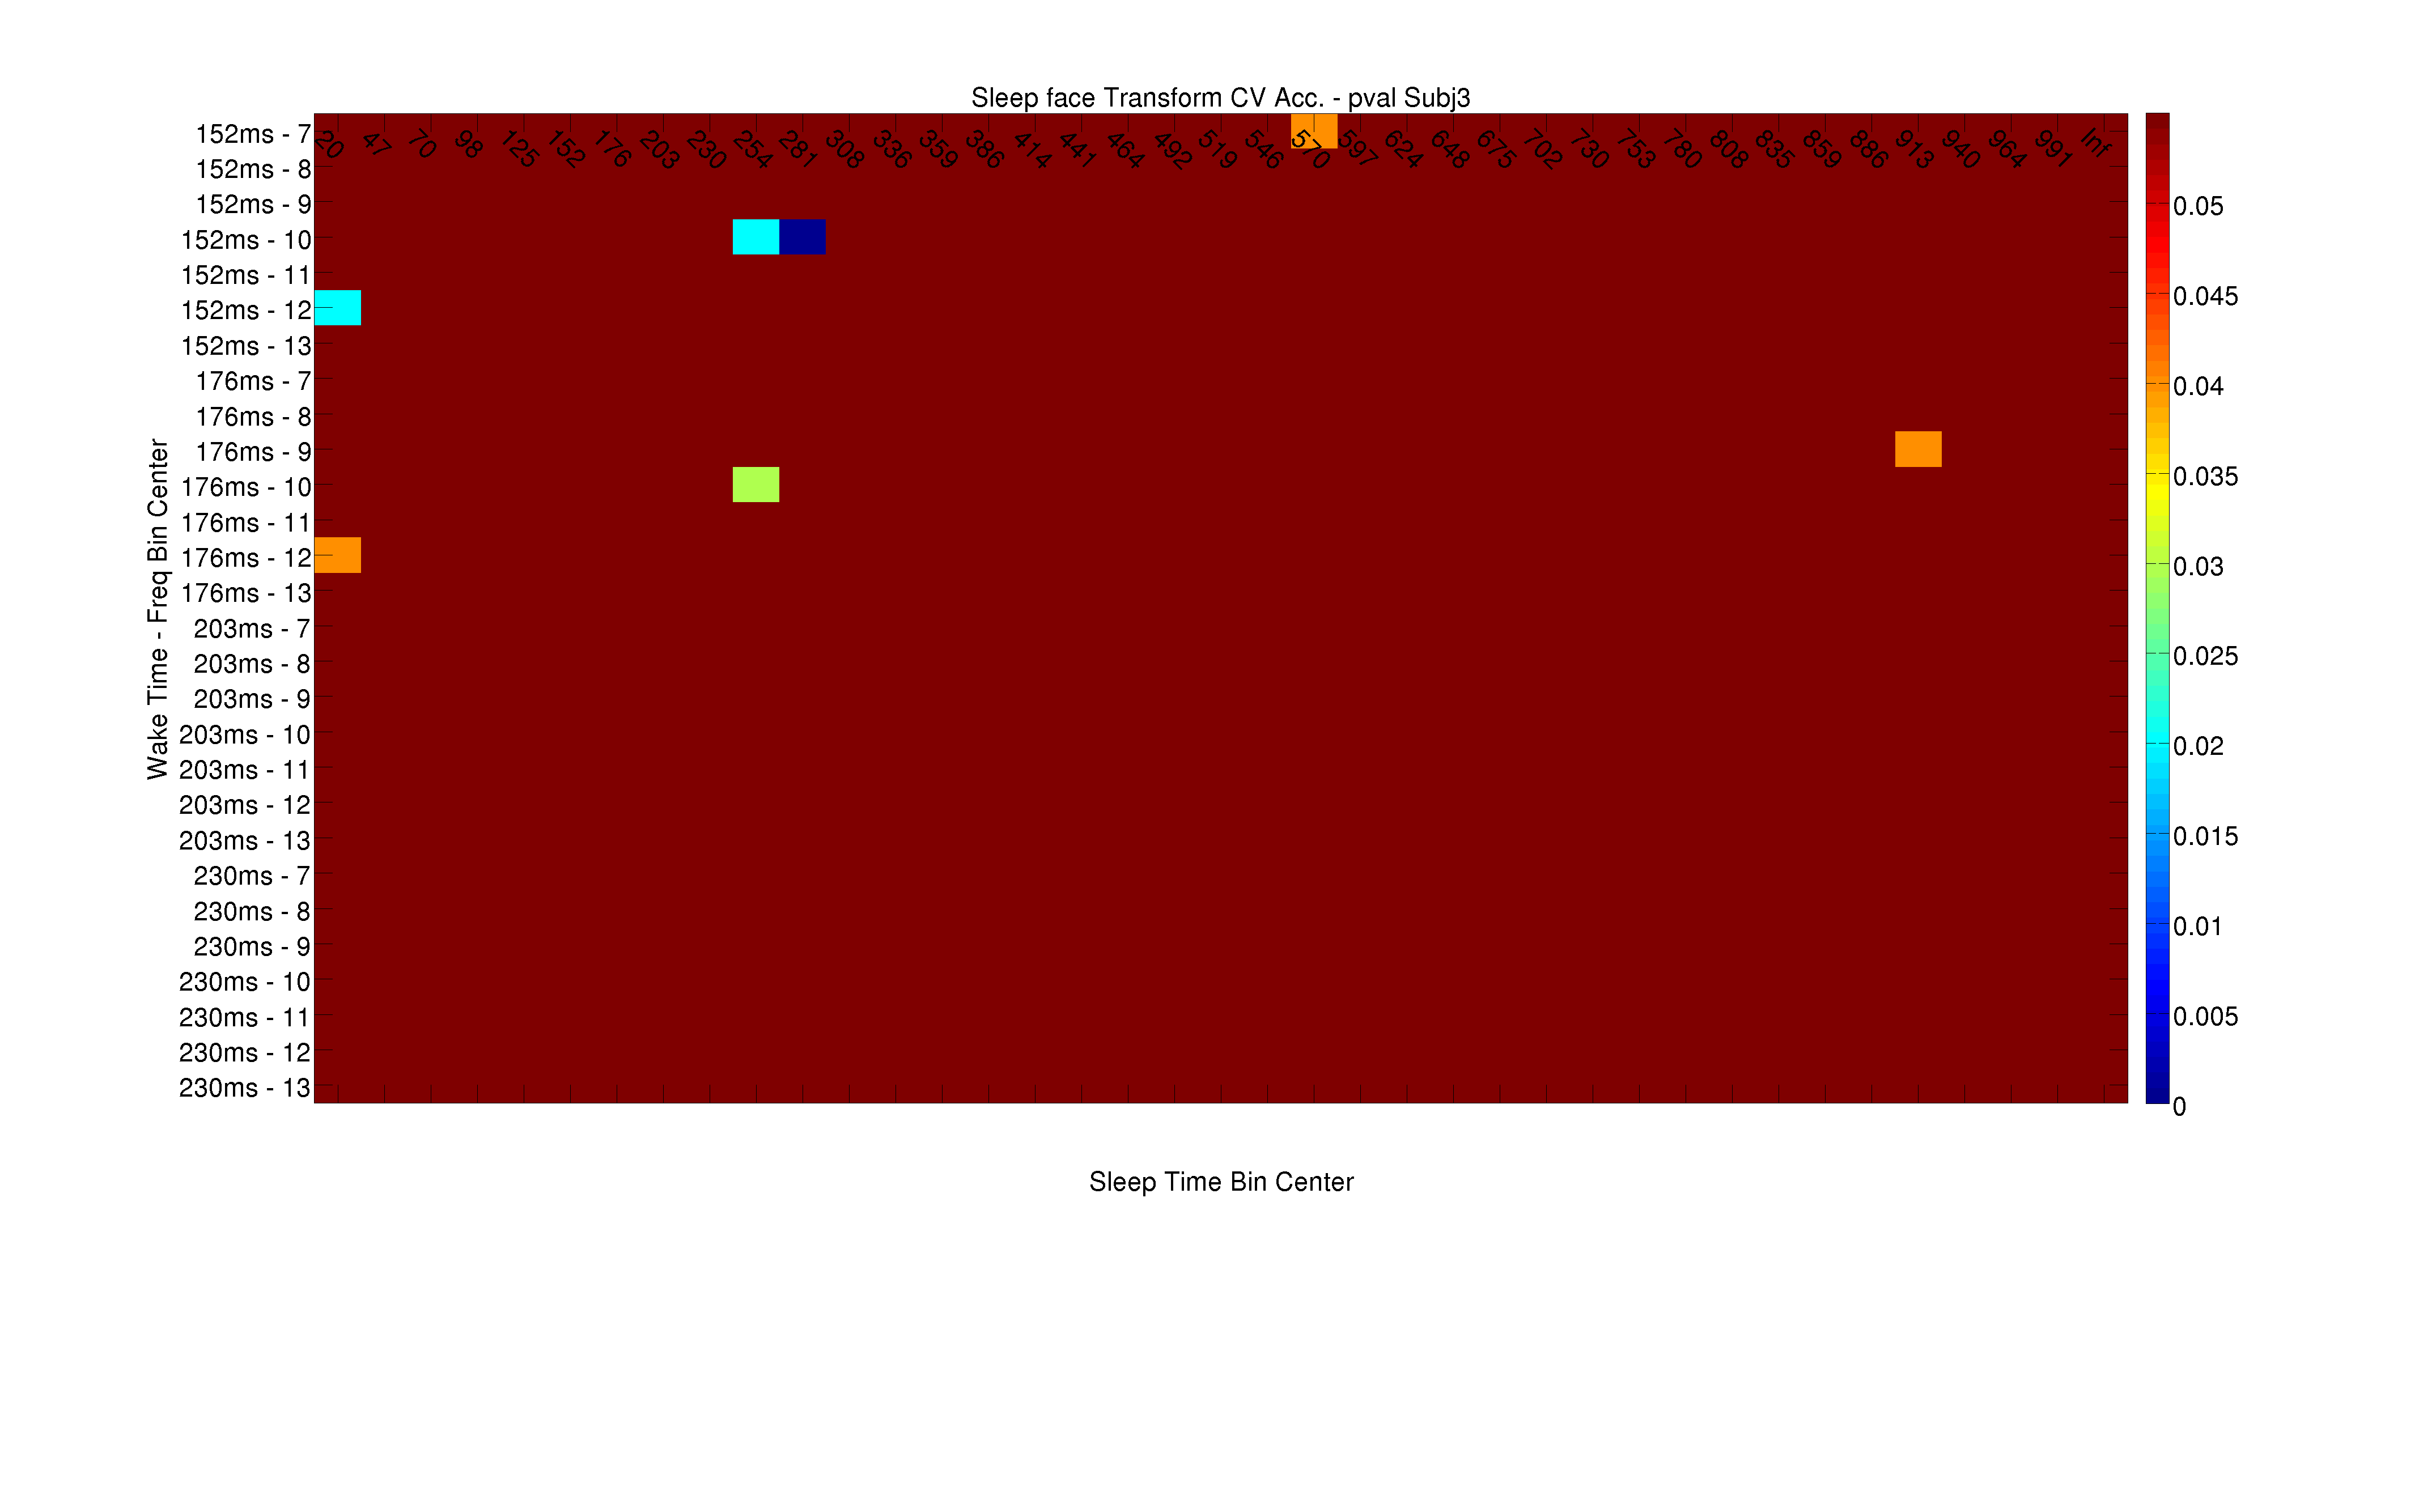 Sleep face Transform CV Acc. - pval Subj3
20 47 70 98 125 152 176 203 230 254 281 308 336 359 386 414 441 464 492 519 546 570 597 624 648 675 702 730 753 780 808 835 859 886 913 940 964 991 Inf
Wake Time - Freq Bin Center
152ms - 7
152ms - 8
152ms - 9
152ms - 10
152ms - 11
152ms - 12
152ms - 13
176ms - 7
176ms - 8
176ms - 9
176ms - 10
176ms - 11
176ms - 12
176ms - 13
203ms - 7
203ms - 8
203ms - 9
203ms - 10
203ms - 11
203ms - 12
203ms - 13
230ms - 7
230ms - 8
230ms - 9
230ms - 10
230ms - 11
230ms - 12
230ms - 13
0.05
0.045
0.04
0.035
0.03
0.025
0.02
0.015
0.01
0.005
0
Sleep Time Bin Center